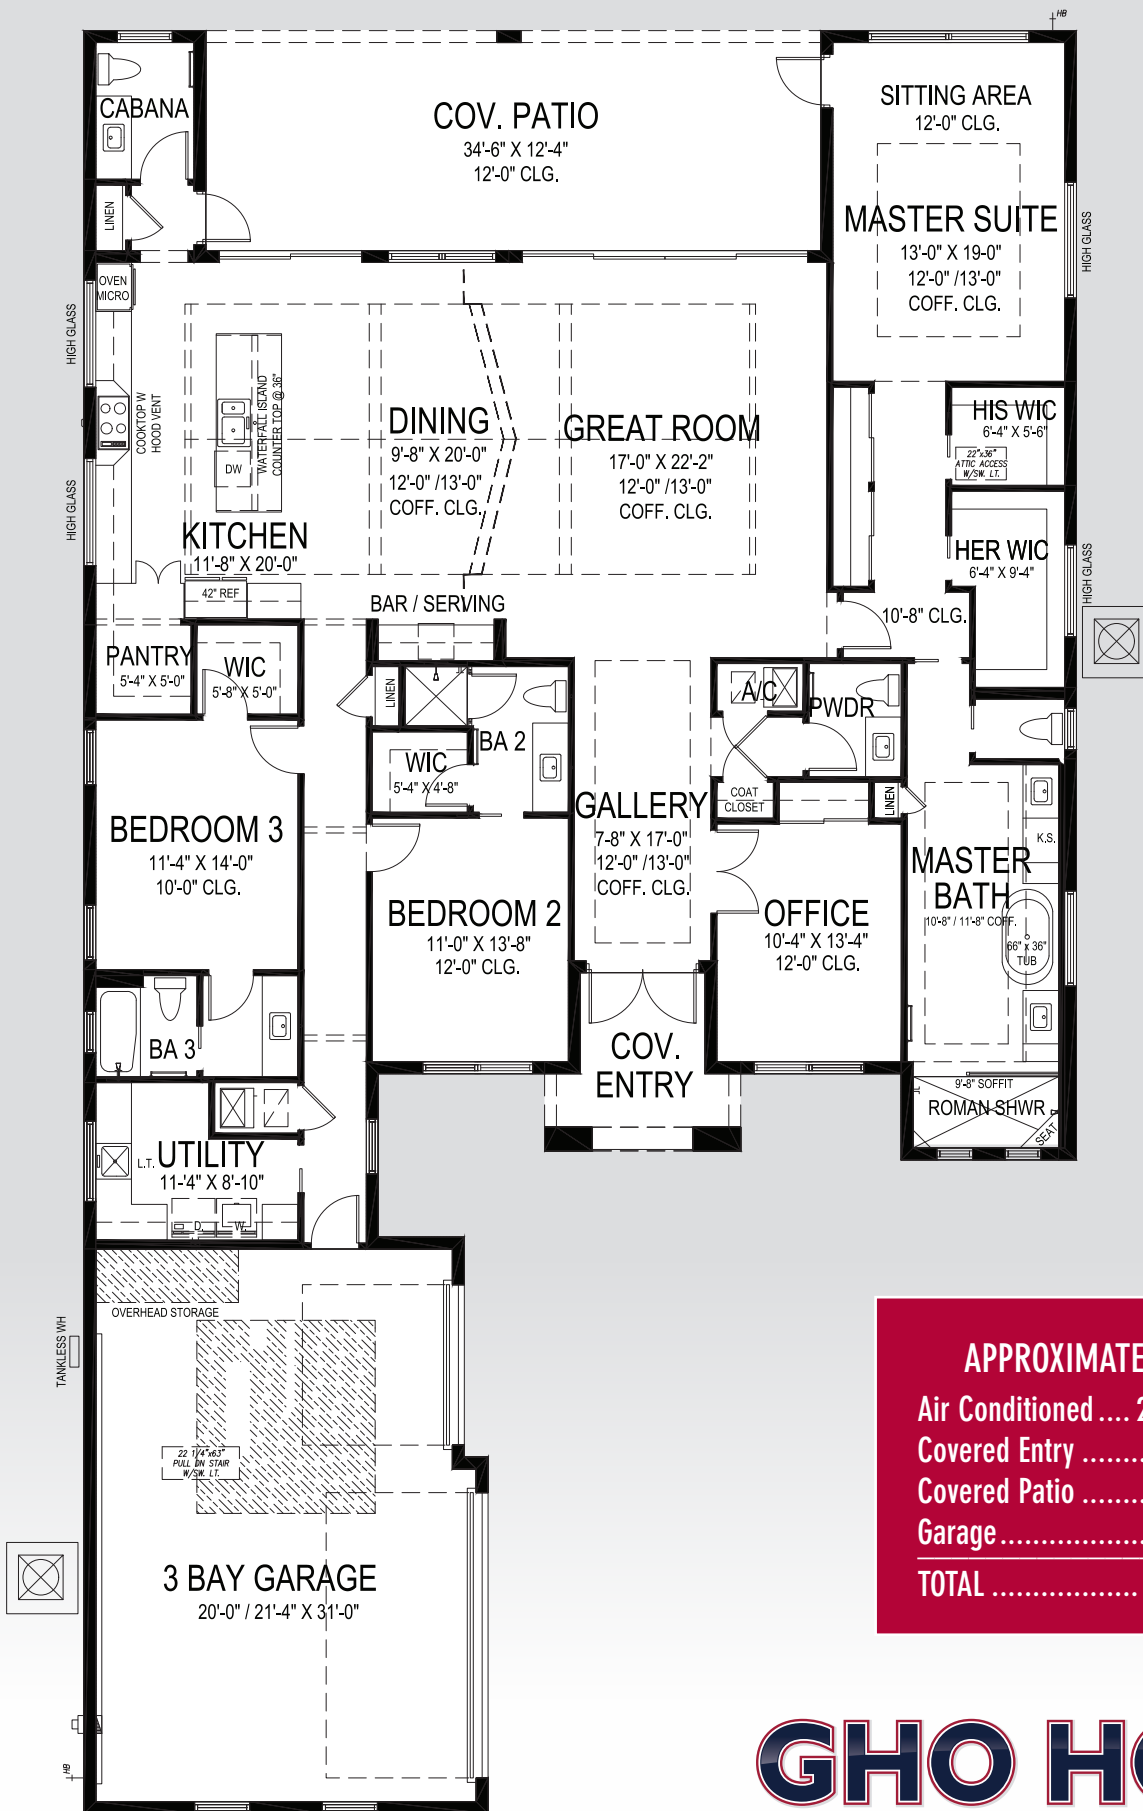 HB
CABANA
COV. PATIO
34'-6" X 12'-4"
12'-0" CLG.
SITTING AREA
12'-0" CLG.
LINEN
MASTER SUITE
13'-0" X 19-0"
12'-0" /13'-0"
COFF. CLG.
HIGH GLASS
OVEN
MICRO
HIGH GLASS
COOKTOP W
HOOD VENT
WATERFALL ISLAND
COUNTER TOP @ 36"
DW
DINING
9'-8" X 20'-0"
12'-0" /13'-0"
COFF. CLG.
GREAT ROOM
17'-0" X 22'-2"
12'-0" /13'-0"
COFF. CLG.
HIS WIC
6'-4" X 5'-6"
22"x36"
ATTIC ACCESS
W/SW. LT.
HIGH GLASS
KITCHEN
11'-8" X 20'-0"
42" REF
HER WIC
6'-4" X 9'-4"
HIGH GLASS
BAR / SERVING
10'-8" CLG.
PANTRY
5'-4" X 5'-0"
WIC
5'-8" X 5'-0"
LINEN
A/C
PWDR
BA 2
WIC
5'-4" X 4'-8"
COAT
CLOSET
LINEN
GALLERY
7-8" X 17'-0"
12'-0" /13'-0"
COFF. CLG.
BEDROOM 3
11'-4" X 14'-0"
10'-0" CLG.
K.S.
MASTER
BATH
10'-8" / 11'-8" COFF.
66" x 36"
TUB
BEDROOM 2
11'-0" X 13'-8"
12'-0" CLG.
OFFICE
10'-4" X 13'-4"
12'-0" CLG.
BA 3
COV.
ENTRY
9'-8" SOFFIT
ROMAN SHWR
SEAT
UTILITY
11-'4" X 8'-10"
L.T.
D.
W.
OVERHEAD STORAGE
TANKLESS WH
22 1/4"x63"
PULL DN STAIR
W/SW. LT.
3 BAY GARAGE
20'-0" / 21'-4" X 31'-0"
HB
APPROXIMATE
Air Conditioned .... 2
Covered Entry ........
Covered Patio ........
Garage..................
TOTAL ..................
GHO HO